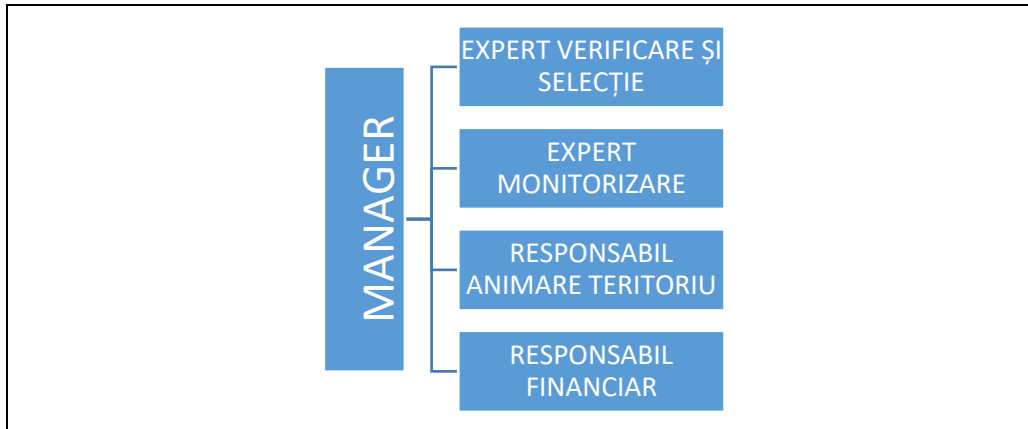 MANAGER
EXPERT VERIFICARE ȘI
SELECȚIE
EXPERT
MONITORIZARE
RESPONSABIL
ANIMARE TERITORIU
RESPONSABIL
FINANCIAR